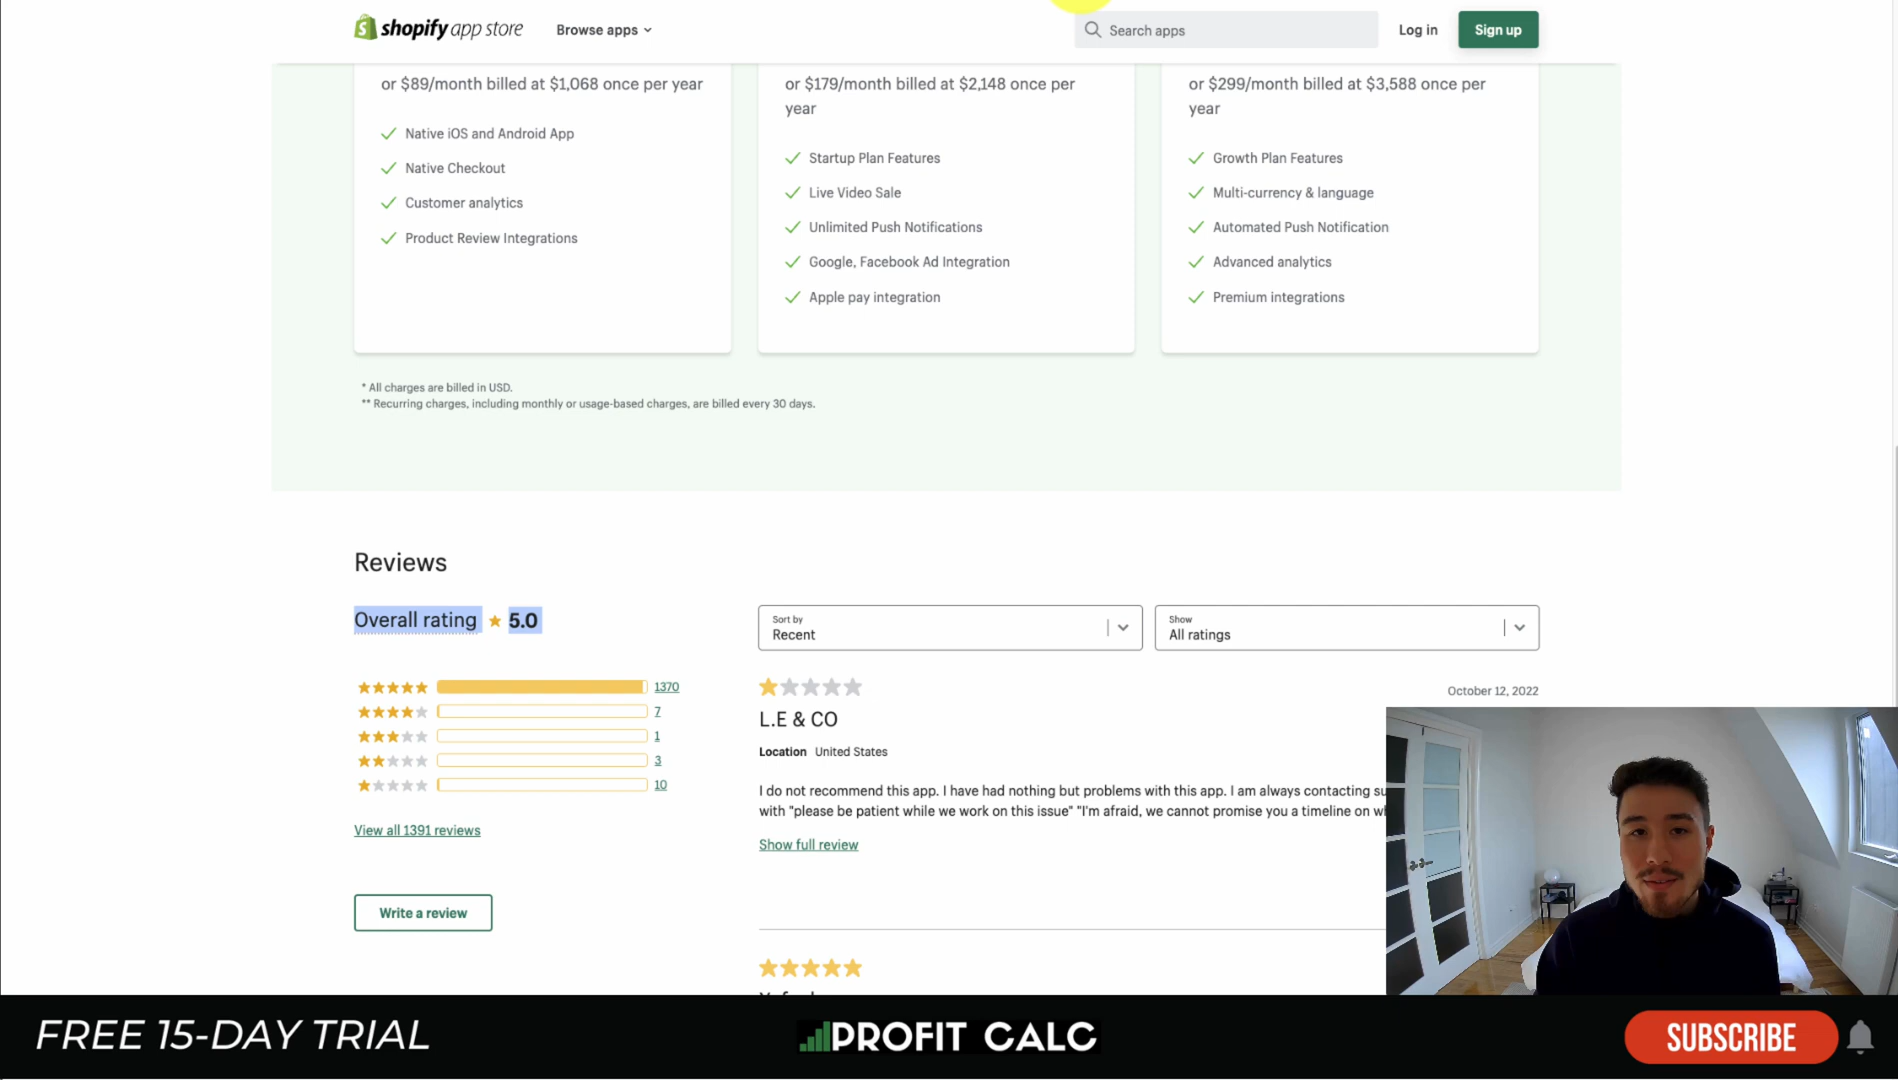 shopify app store
Browse apps
Search apps
Log in
Sign up
or $89/month billed at $1,068 once per year
Native iOS and Android App
Native Checkout
Customer analytics
Product Review Integrations
or $179/month billed at $2,148 once per
year
Startup Plan Features
Live Video Sale
Unlimited Push Notifications
Google, Facebook Ad Integration
Apple pay integration
or $299/month billed at $3,588 once per
year
Growth Plan Features
Multi-currency & language
Automated Push Notification
Advanced analytics
Premium integrations
* All charges are billed in USD.
** Recurring charges, including monthly or usage-based charges, are billed every 30 days.
Reviews
Overall rating 5.0
1370
7
1
3
10
View all 1391 reviews
Write a review
Sort by
Recent
Show
All ratings
October 12, 2022
L.E & CO
Location United States
I do not recommend this app. I have had nothing but problems with this app. I am always contacting
with "please be patient while we work on this issue" "I'm afraid, we cannot promise you a timeline on
Show full review
FREE 15-DAY TRIAL
PROFIT CALC
SUBSCRIBE